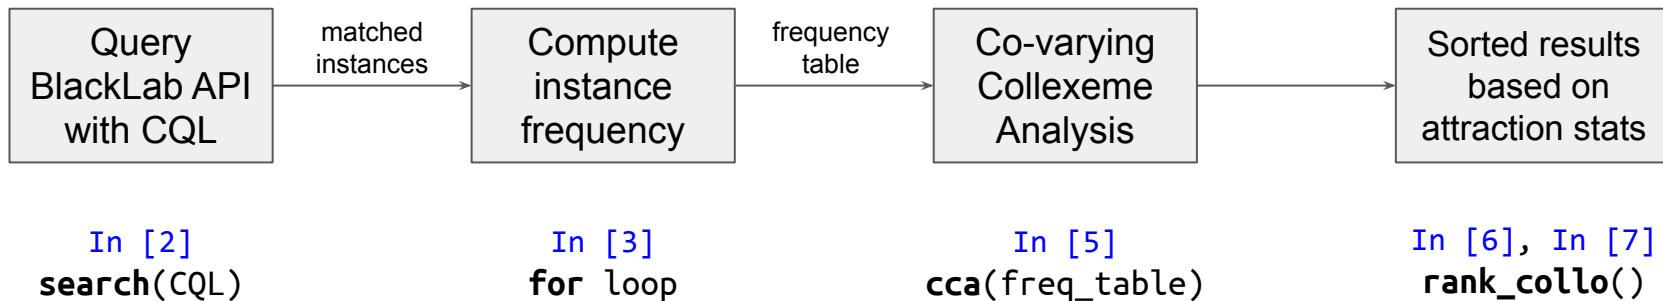 Query
BlackLab API
with CQL
matched
instances
Compute
instance
frequency
frequency
table
Co-varying
Collexeme
Analysis
Sorted results
based on
attraction stats
In [2]
search(CQL)
In [3]
for loop
In [5]
cca(freq_table)
In [6], In [7]
rank_collo()